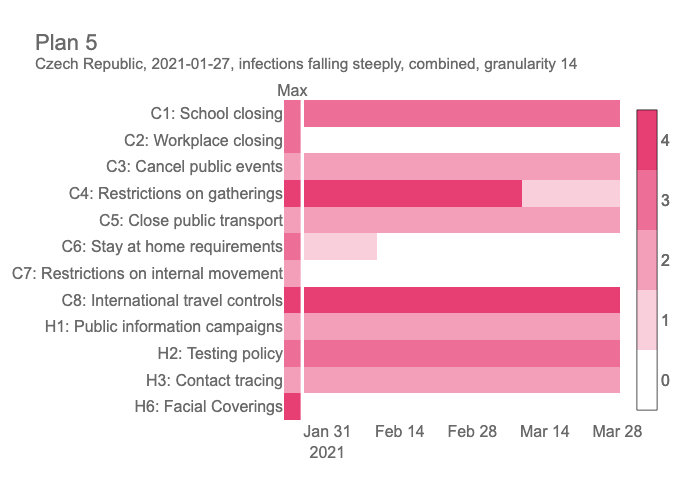 Plan 5
Czech Republic, 2021-01-27, infections falling steeply, combined, granularity 14
Max
C1: School closing
C2: Workplace closing
C3: Cancel public events
C4: Restrictions on gatherings
C5: Close public transport
C6: Stay at home requirements
C7: Restrictions on internal movement
C8: International travel controls
H1: Public information campaigns
H2: Testing policy
H3: Contact tracing
H6: Facial Coverings
4
3
2
1
0
Jan 31 Feb 14 Feb 28 Mar 14 Mar 28
2021